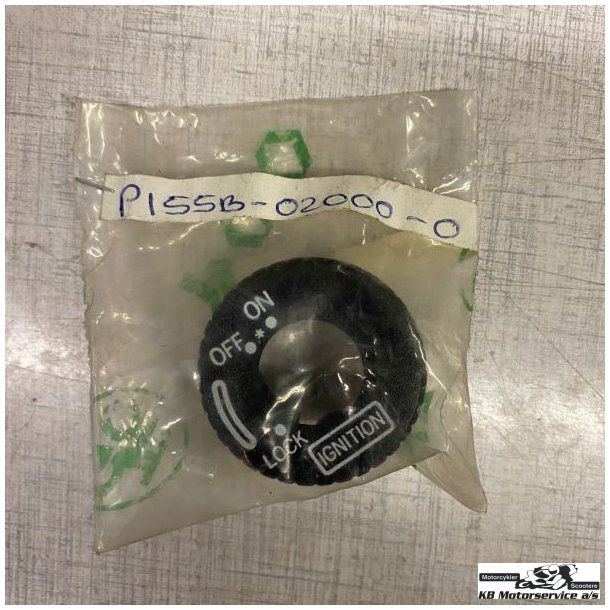 P155B-02000-0
ON
OFF
LOCK
IGNITION
Motorcykler
Scootere
KB Motorservice a/s